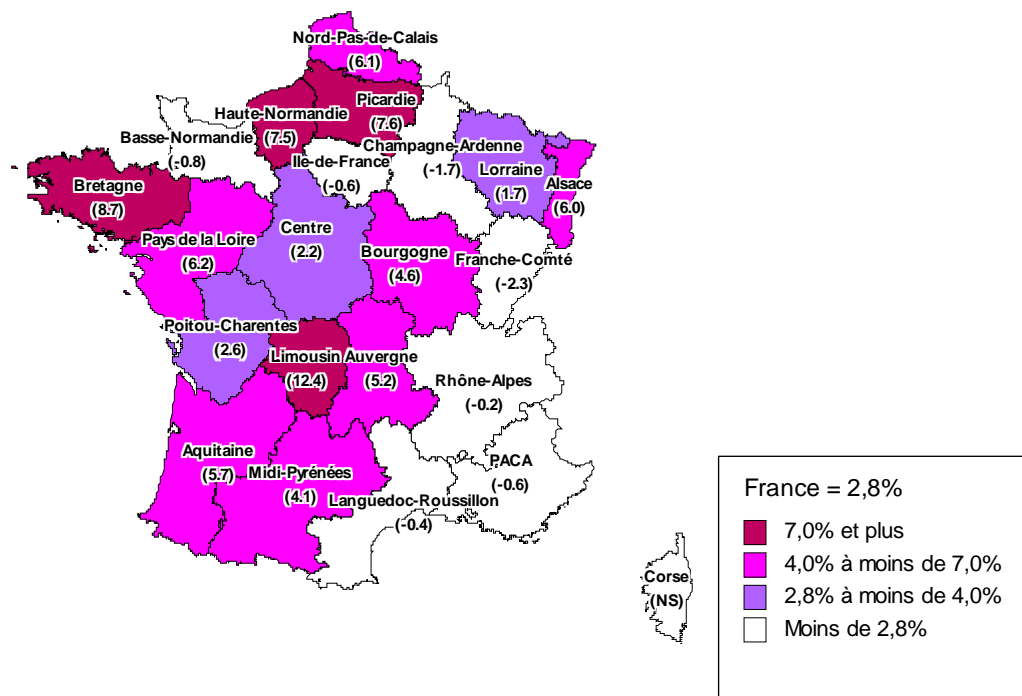 Nord-Pas-de-Calais
(6.1)
Picardie
(7.6)
Haute-Normandie
(7.5)
Basse-Normandie
(-0.8)
Ile-de-France
(-0.6)
Champagne-Ardenne
(-1.7)
Lorraine
(1.7)
Alsace
(6.0)
Bretagne
(8.7)
Pays de la Loire
(6.2)
Centre
(2.2)
Bourgogne
(4.6)
Franche-Comté
(-2.3)
Poitou-Charentes
(2.6)
Limousin
(12.4)
Auvergne
(5.2)
Rhône-Alpes
(-0.2)
Aquitaine
(5.7)
Midi-Pyrénées
(4.1)
Languedoc-Roussillon
(-0.4)
PACA
(-0.6)
Corse
(NS)
France = 2,8%
7,0% et plus
4,0% à moins de 7,0%
2,8% à moins de 4,0%
Moins de 2,8%